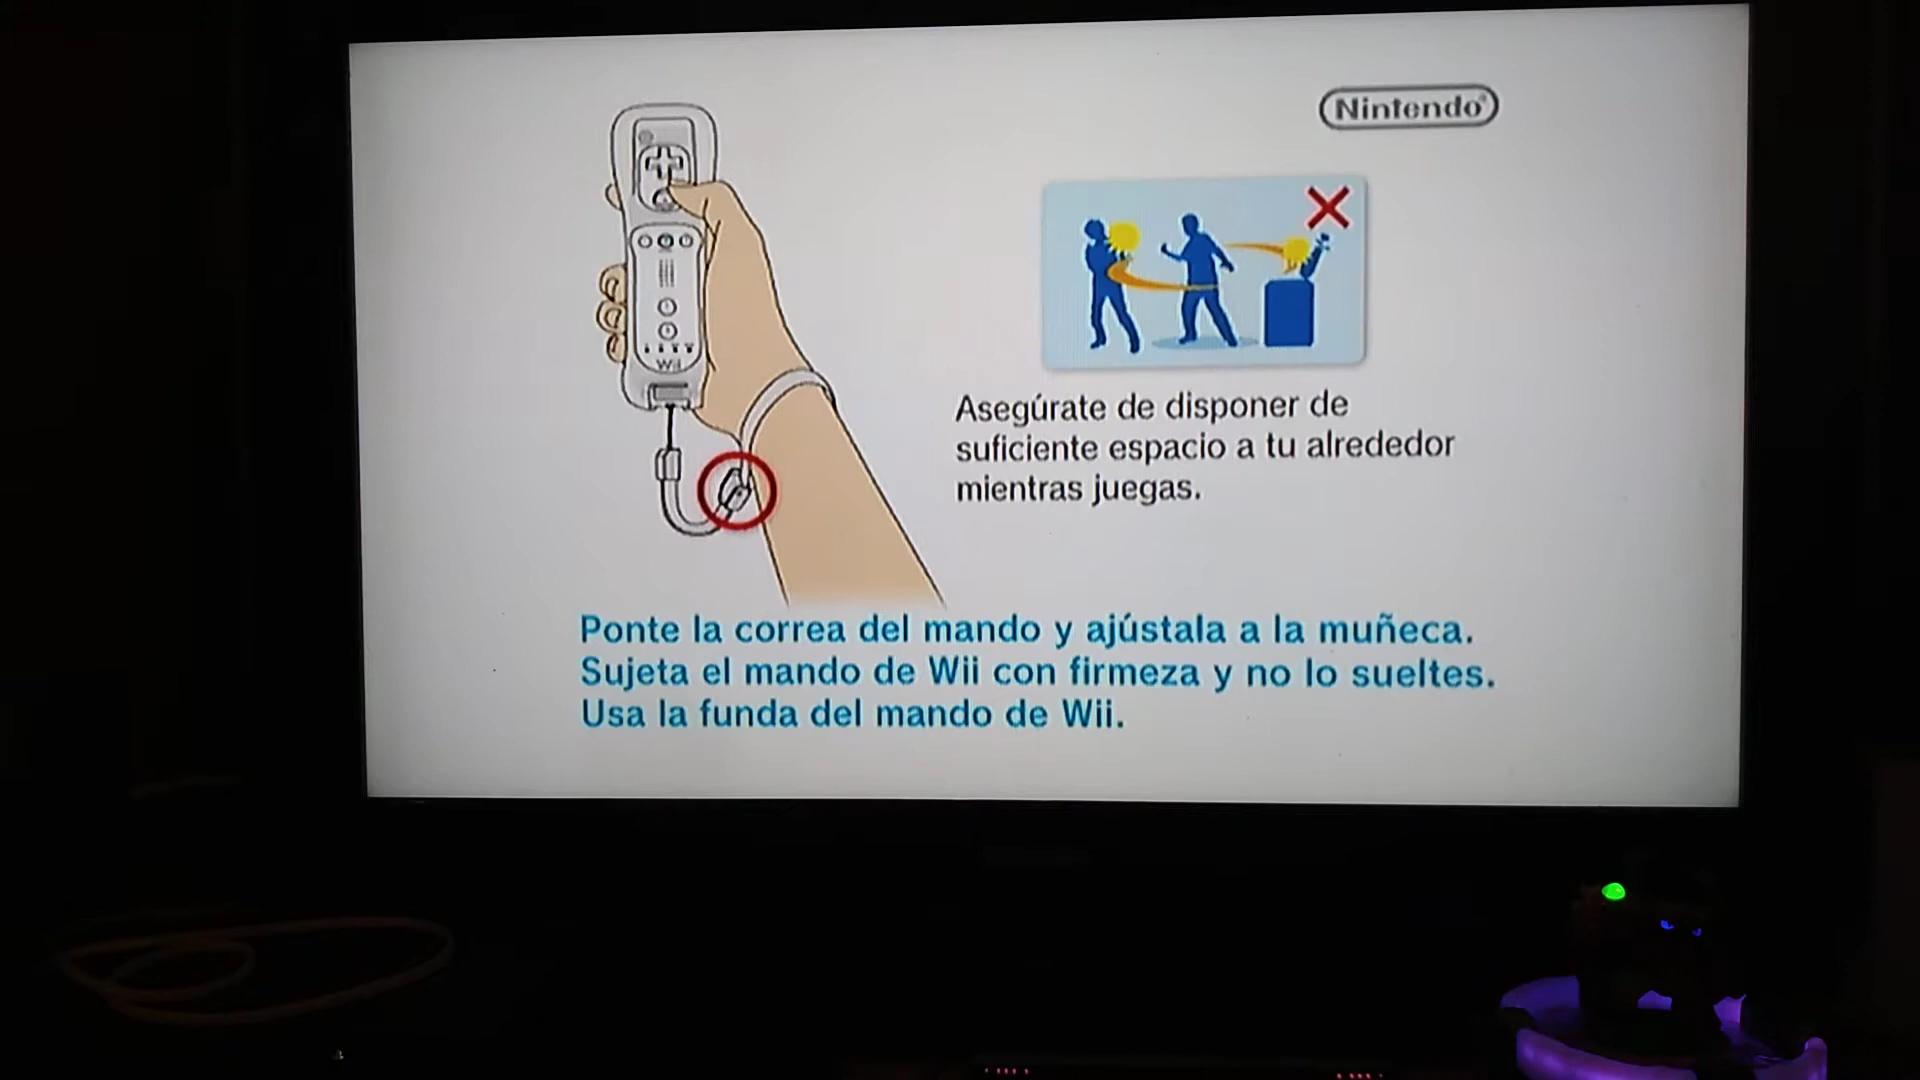 Nintendo
Wii
Asegúrate de disponer de
suficiente espacio a tu alrededor
mientras juegas.
Ponte la correa del mando y ajústala a la muñeca.
Sujeta el mando de Wii con firmeza y no lo sueltes.
Usa la funda del mando de Wii.